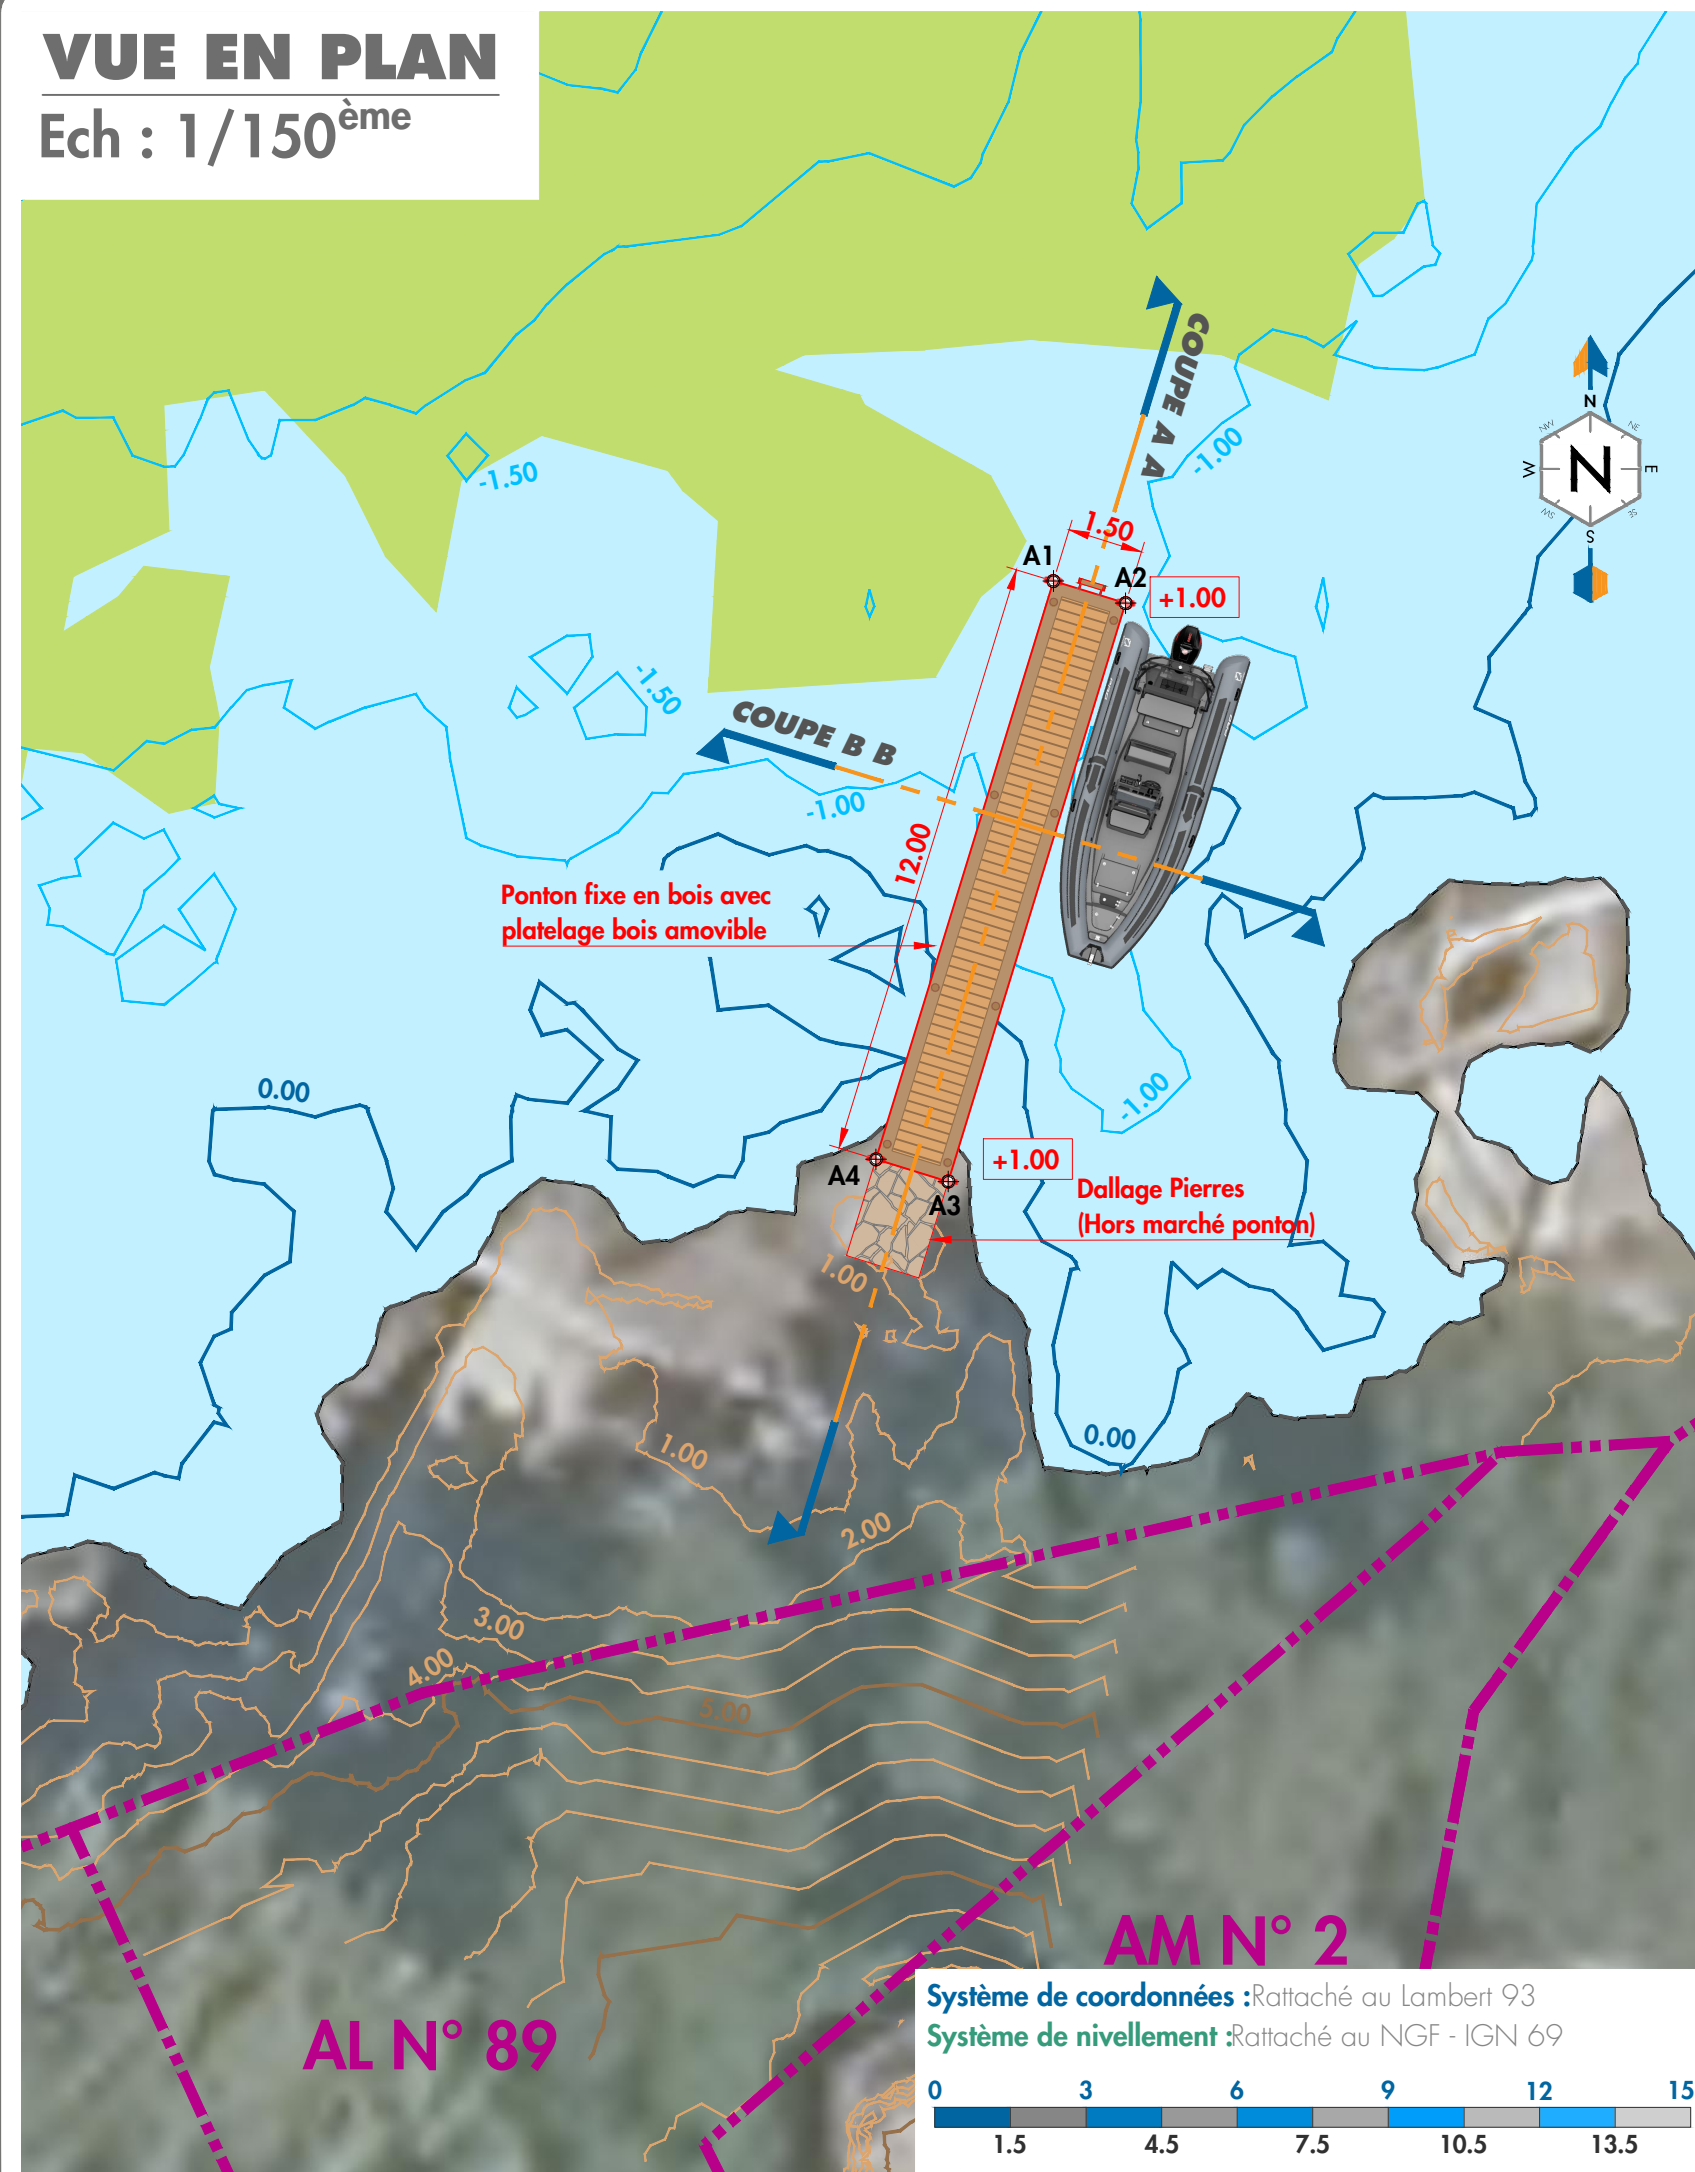 VUE EN PLAN
Ech : 1/150ème
COUPE A A
-1.00
N
NW
NE
W
N
E
SW
SE
S
-1.50
1.50
A1
A2
+1.00
-1.50
COUPE B B
-1.00
12.00
Ponton fixe en bois avec
platelage bois amovible
0.00
-1.00
+1.00
A4
A3
Dallage Pierres
(Hors marché ponton)
1.00
1.00
0.00
2.00
3.00
4.00
5.00
AM N° 2
AL N° 89
Système de coordonnées :Rattaché au Lambert 93
Système de nivellement :Rattaché au NGF - IGN 69
0 3 6 9 12 15
1.5 4.5 7.5 10.5 13.5